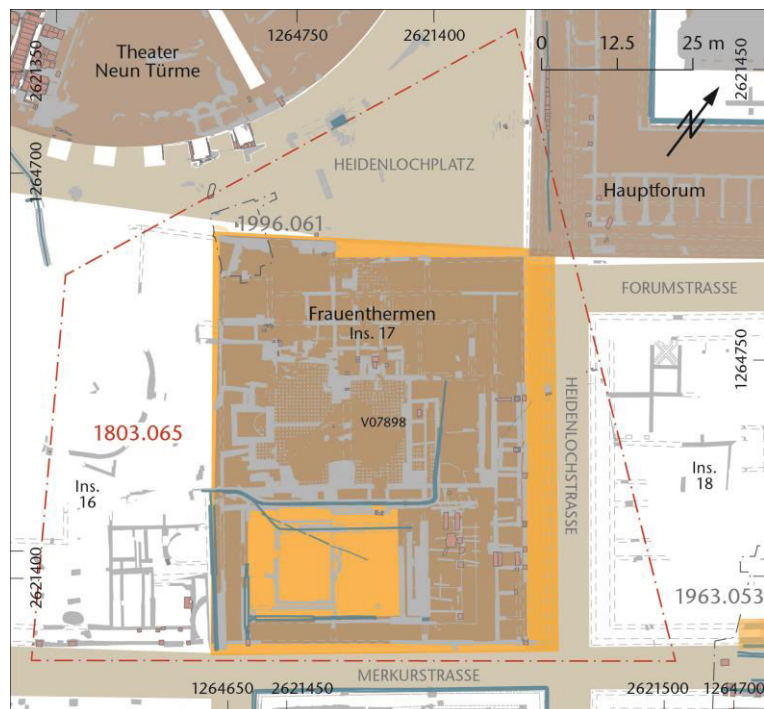 1264750
2621400
0
12.5
25 m
2621350
2621450
Theater
Neun Türme
N
HEIDENLOCHPLATZ
1264700
Hauptforum
1996.061
FORUMSTRASSE
Frauenthermen
Ins. 17
1264750
HEIDENLOCHSTRASSE
V07898
1803.065
Ins.
16
Ins.
18
2621400
1963.053
MERKURSTRASSE
1264650
2621450
2621500
1264700